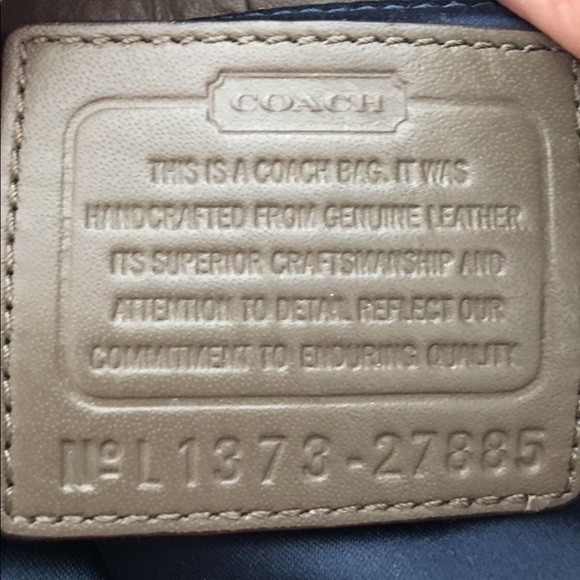 COACH
THIS IS A COACH BAG. IT WAS
HANDCRAFTED FROM GENUINE LEATHER.
ITS SUPERIOR CRAFTSMANSHIP AND
ATTENTION TO DETAIL REFLECT OUR
COMMITMENT TO ENDURING QUALITY.
Nº L1373-27885